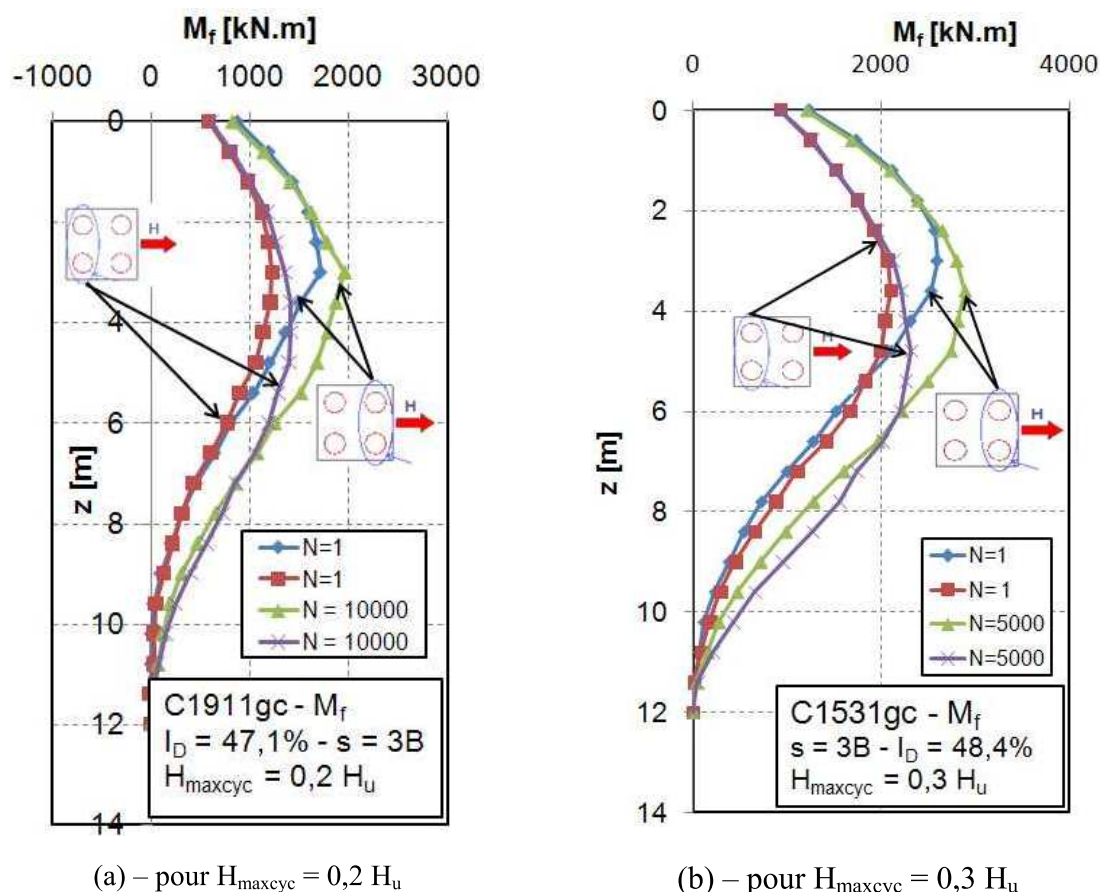 M_f [kN.m]
-1000 0 1000 2000 3000
0
4
6
8
10
12
14
z [m]
H
H
N=1
N=1
N = 10000
N = 10000
C1911gc - M_f
I_D = 47,1% - s = 3B
H_maxcyc = 0,2 H_u
(a) – pour H_maxcyc = 0,2 H_u
M_f [kN.m]
0 2000 4000
0
2
4
6
8
10
12
14
z [m]
H
H
N=1
N= 1
N=5000
N=5000
C1531gc - M_f
s = 3B - I_D = 48,4%
H_maxcyc = 0,3 H_u
(b) – pour H_maxcyc = 0,3 H_u